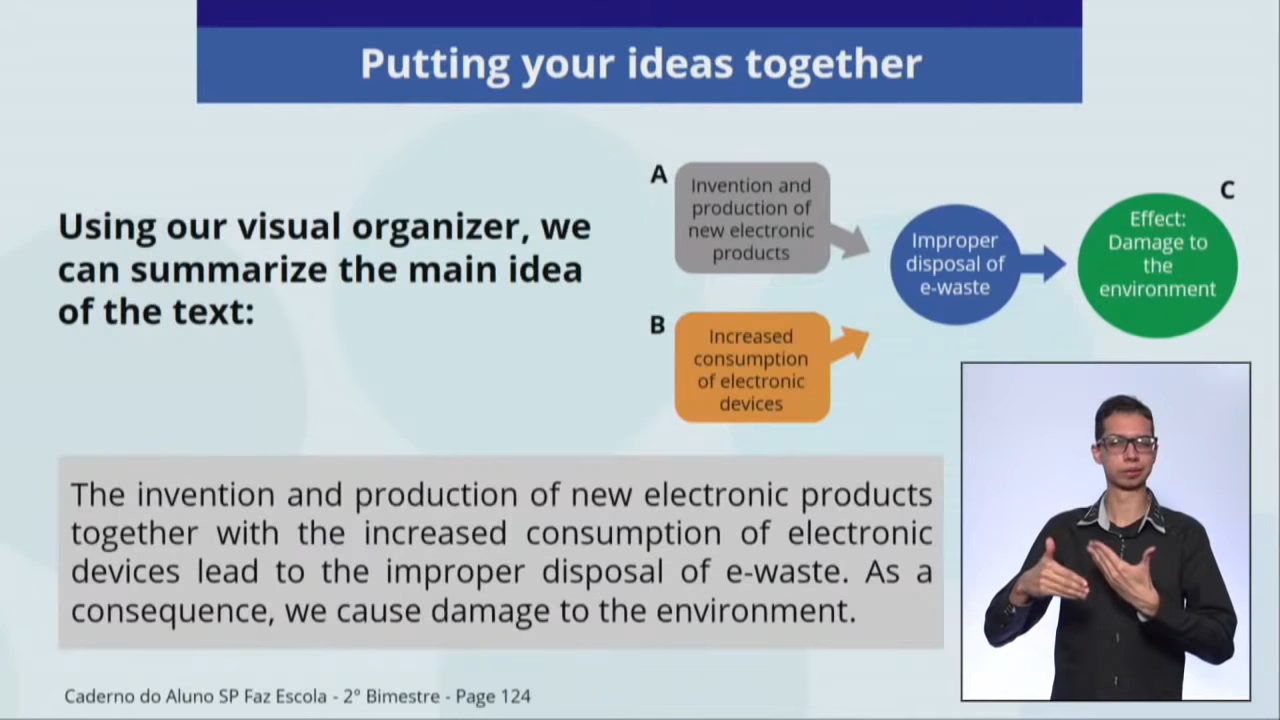 Putting your ideas together
Using our visual organizer, we
can summarize the main idea
of the text:
A
Invention and
production of
new electronic
products
B
Increased
consumption
of electronic
devices
Improper
disposal of
e-waste
C
Effect:
Damage to
the
environment
The invention and production of new electronic products
together with the increased consumption of electronic
devices lead to the improper disposal of e-waste. As a
consequence, we cause damage to the environment.
Caderno do Aluno SP Faz Escola - 2° Bimestre - Page 124